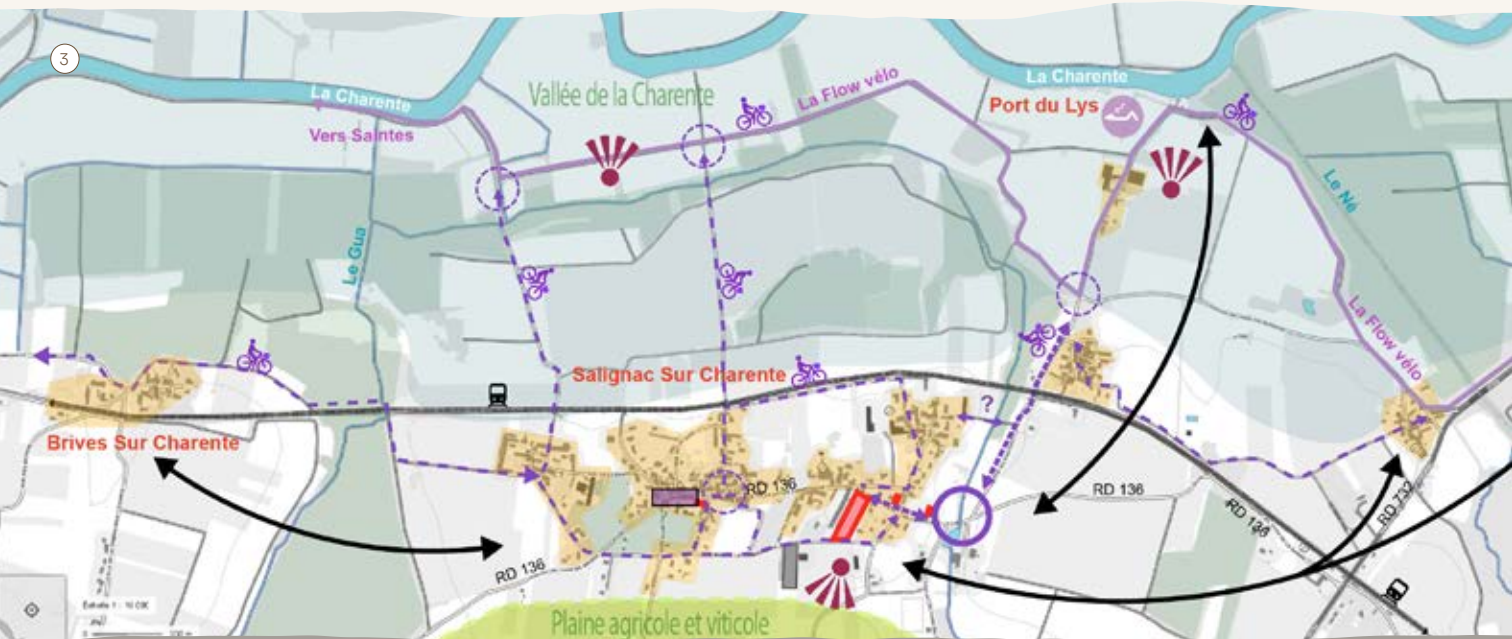 3
La Charente
Vers Saintes
Vallée de la Charente
La Flow vélo
La Charente
Port du Lys
Le Né
Le Gua
La Flow vélo
Salignac Sur Charente
?
Brives Sur Charente
RD 136
RD 136
RD 136
RD 732
RD 136
Plaine agricole et viticole